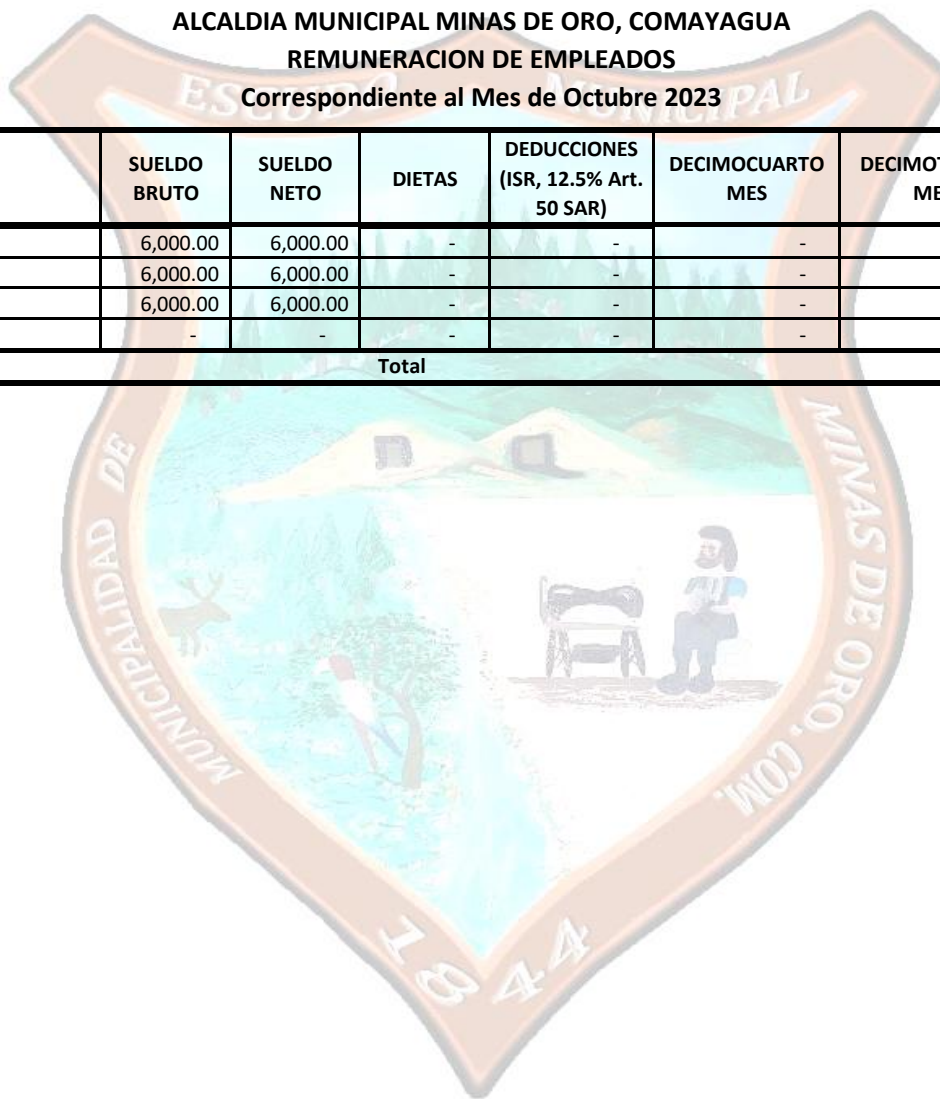 ALCALDIA MUNICIPAL MINAS DE ORO, COMAYAGUA
REMUNERACION DE EMPLEADOS
Correspondiente al Mes de Octubre 2023
SUELDO BRUTO SUELDO NETO DIETAS DEDUCCIONES (ISR, 12.5% Art. 50 SAR) DECIMOCUARTO MES
6,000.00 6,000.00 - - -
6,000.00 6,000.00 - - -
6,000.00 6,000.00 - - -
- - - - -
Total
ESCUDO MUNICIPAL
MUNICIPALIDAD DE
MINAS DE ORO, COM.
1844